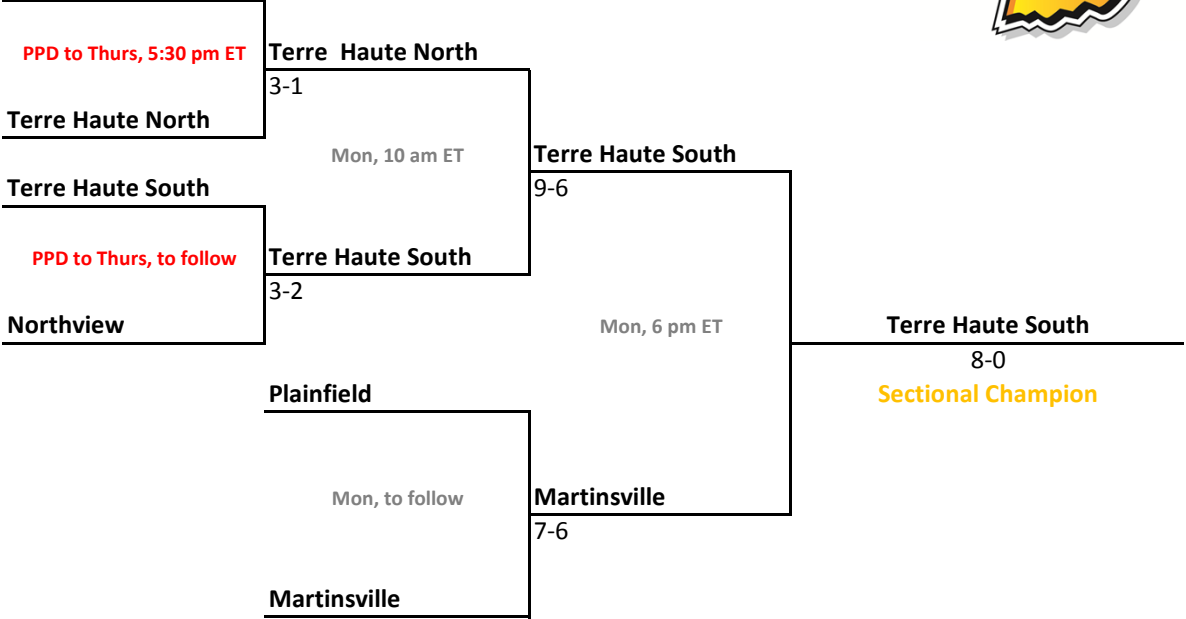 PPD to Thurs, 5:30 pm ET
Terre  Haute North
3-1
Terre Haute North
Mon, 10 am ET
Terre Haute South
9-6
Terre Haute South
PPD to Thurs, to follow
Terre Haute South
3-2
Northview
Mon, 6 pm ET
Terre Haute South
8-0
Sectional Champion
Plainfield
Mon, to follow
Martinsville
7-6
Martinsville